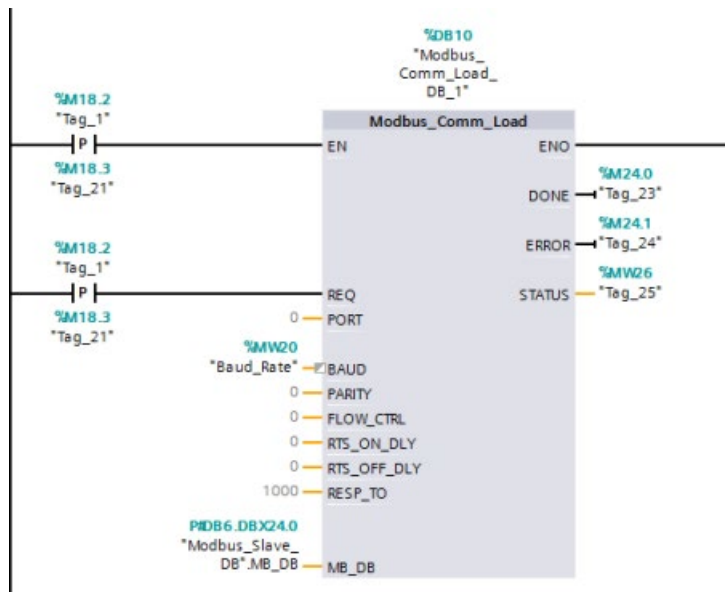 %DB10
"Modbus_
Comm_Load_
DB_1"
Modbus_Comm_Load
%M18.2
"Tag_1"
P
%M18.3
"Tag_21"
EN
ENO
DONE
%M24.0
"Tag_23"
ERROR
%M24.1
"Tag_24"
STATUS
%MW26
"Tag_25"
%M18.2
"Tag_1"
P
%M18.3
"Tag_21"
REQ
0 PORT
%MW20
"Baud_Rate" BAUD
0 PARITY
0 FLOW_CTRL
0 RTS_ON_DLY
0 RTS_OFF_DLY
1000 RESP_TO
P#DB6.DBX24.0
"Modbus_Slave_
DB".MB_DB MB_DB